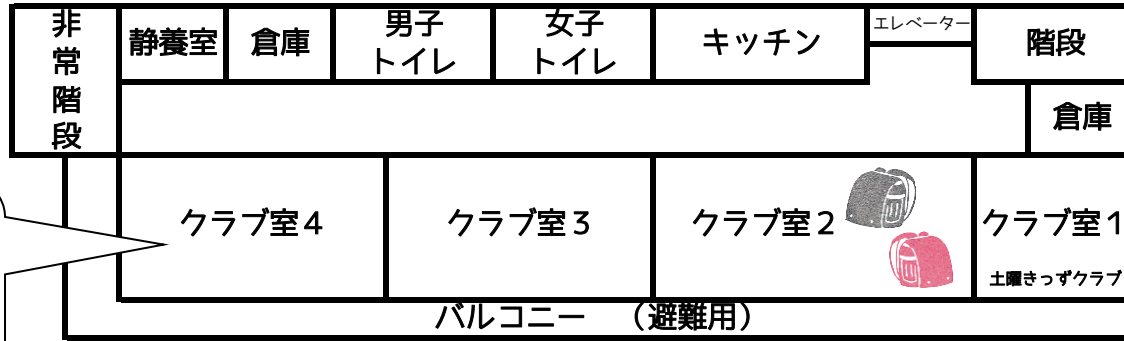 非常階段
静養室
倉庫
男子
トイレ
女子
トイレ
キッチン
エレベーター
階段
倉庫
クラブ室４
クラブ室３
クラブ室２
クラブ室１
土曜きっずクラブ
バルコニー　（避難用）